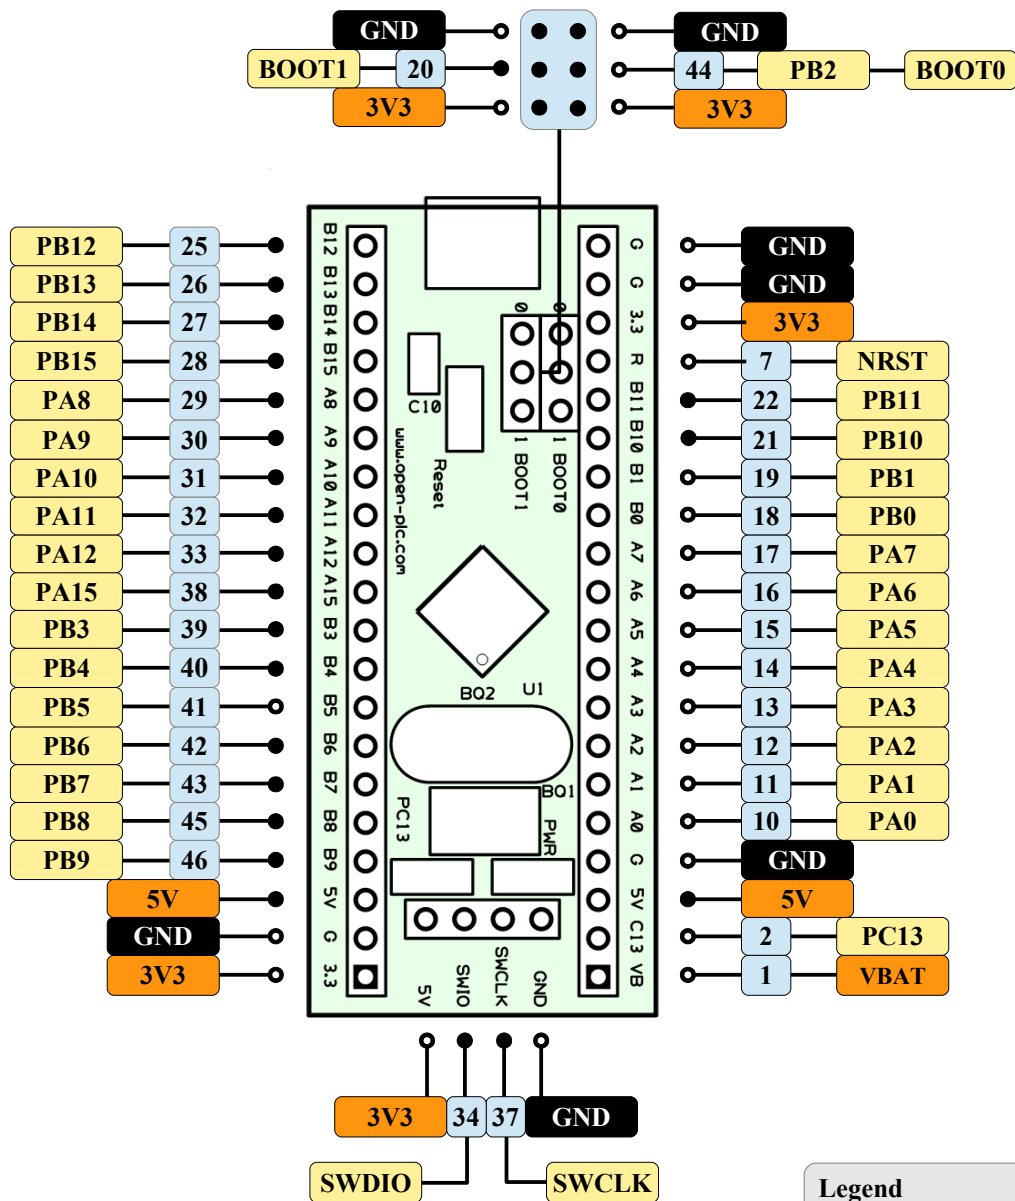 GND GND
BOOT1 20 44 PB2 BOOT0
3V3 3V3
PB12 25 B12 G GND
PB13 26 B13 G GND
PB14 27 B14 0 0 3.3 3V3
PB15 28 B15 R 7 NRST
PA8 29 A8 C10 B11 22 PB11
PA9 30 A9 B10 21 PB10
PA10 31 A10 Reset 1 BOOT1 1 BOOT0 B1 19 PB1
PA11 32 A11 www.open-plc.com B0 18 PB0
PA12 33 A12 A7 17 PA7
PA15 38 A15 A6 16 PA6
PB3 39 B3 A5 15 PA5
PB4 40 B4 A4 14 PA4
PB5 41 B5 BQ2 U1 A3 13 PA3
PB6 42 B6 A2 12 PA2
PB7 43 B7 BQ1 A1 11 PA1
PB8 45 B8 PC13 PWR A0 10 PA0
PB9 46 B9 G GND
5V 5V 5V 5V
GND G C13 2 PC13
3V3 3.3 5V SWIO SWCLK GND VB 1 VBAT
3V3 34 37 GND
SWDIO SWCLK
Legend